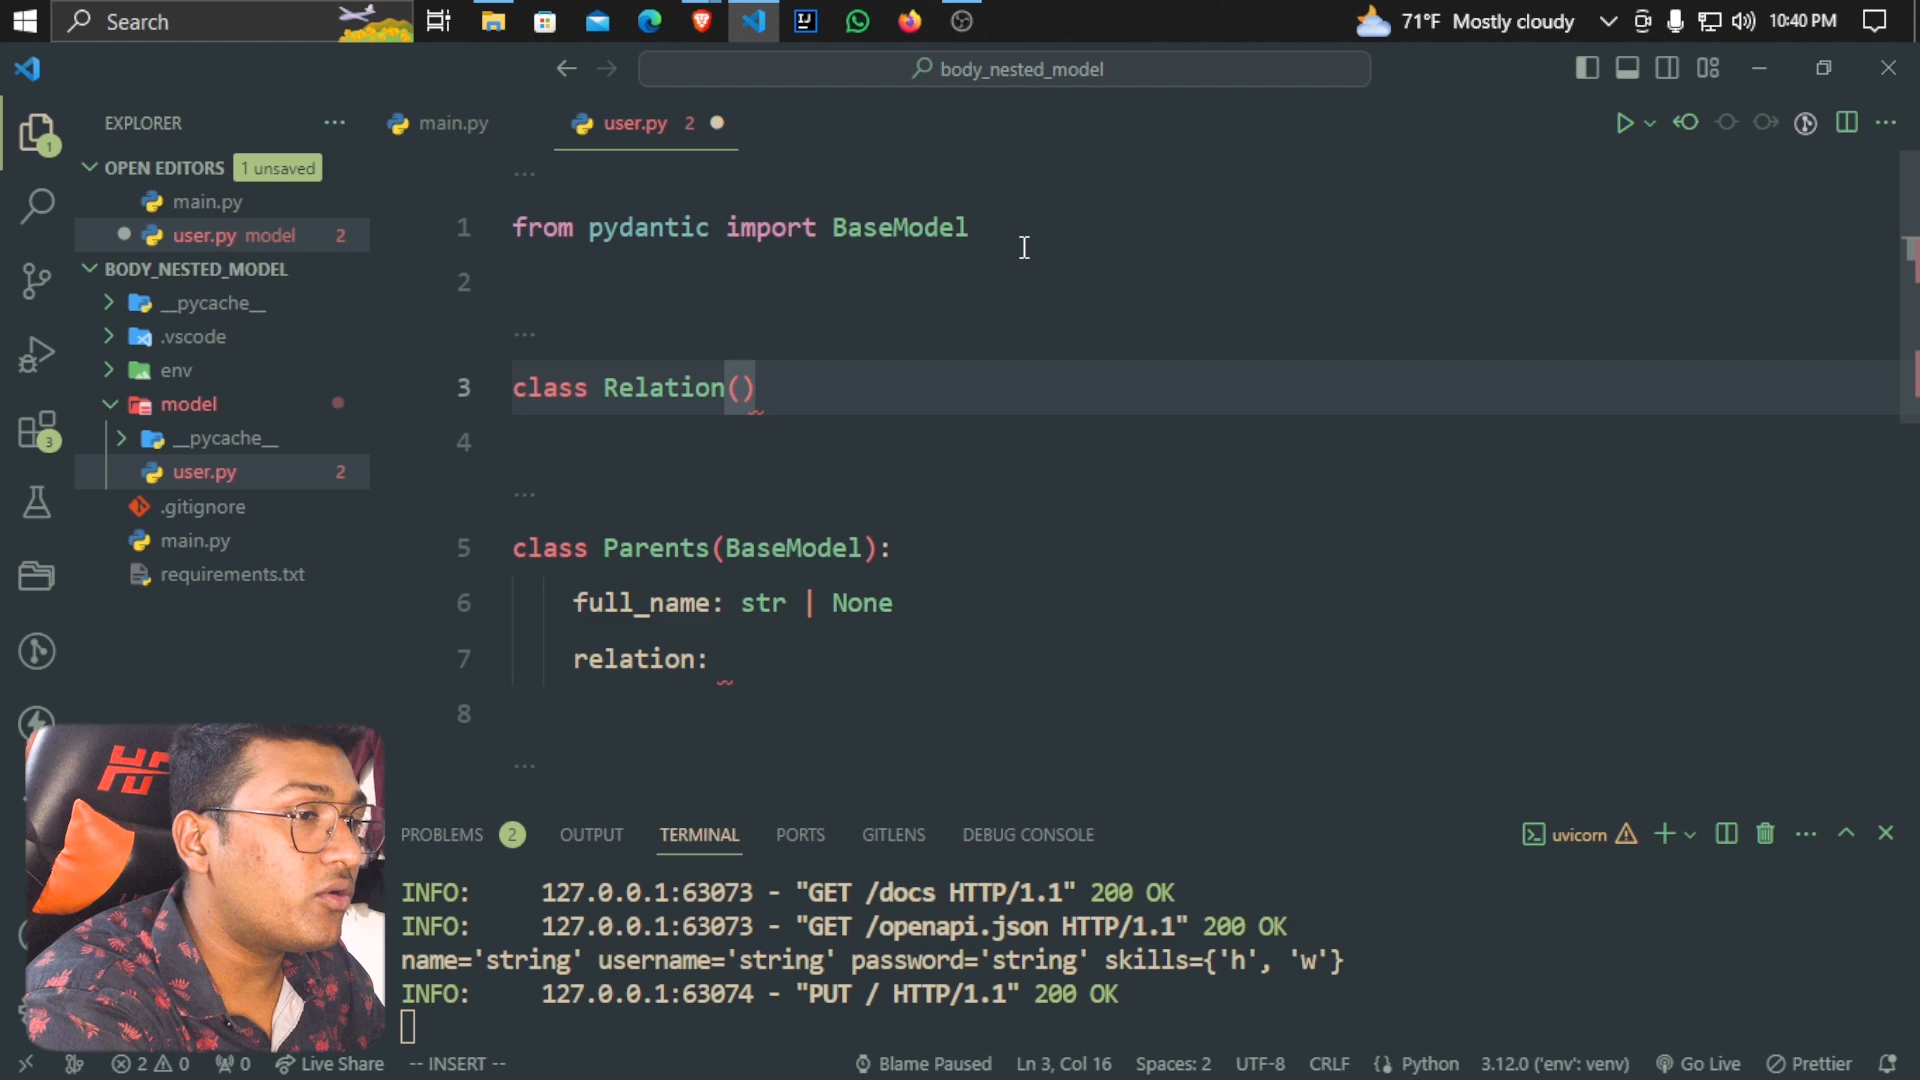 Search
71°F Mostly cloudy
10:40 PM
body_nested_model
EXPLORER
main.py
user.py 2
OPEN EDITORS 1 unsaved
main.py
user.py model 2
BODY_NESTED_MODEL
__pycache__
.vscode
env
model
__pycache__
user.py 2
.gitignore
main.py
requirements.txt
1
3
1 from pydantic import BaseModel
2
3 class Relation()
4
5 class Parents(BaseModel):
6 full_name: str | None
7 relation:
8
PROBLEMS 2 OUTPUT TERMINAL PORTS GITLENS DEBUG CONSOLE
uvicorn
INFO: 127.0.0.1:63073 - "GET /docs HTTP/1.1" 200 OK
INFO: 127.0.0.1:63073 - "GET /openapi.json HTTP/1.1" 200 OK
name='string' username='string' password='string' skills={'h', 'w'}
INFO: 127.0.0.1:63074 - "PUT / HTTP/1.1" 200 OK
2 0 0 Live Share -- INSERT -- Blame Paused Ln 3, Col 16 Spaces: 2 UTF-8 CRLF Python 3.12.0 ('env': venv) Go Live Prettier